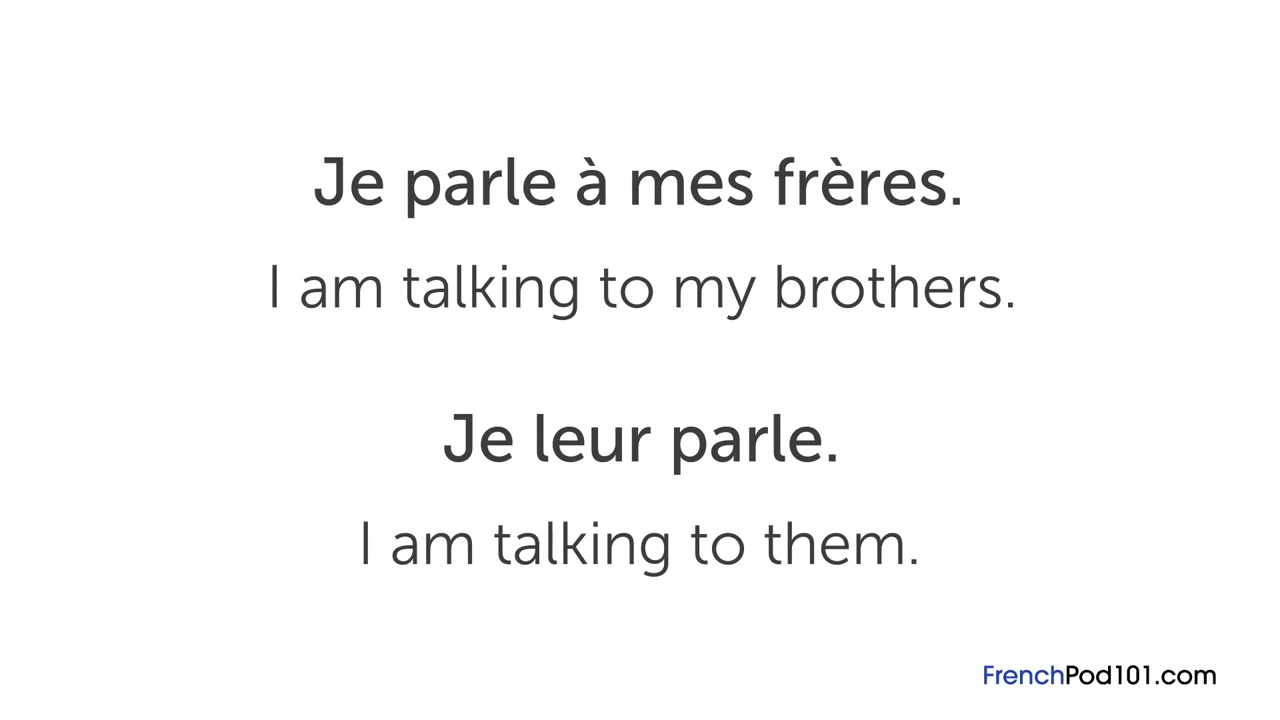 Je parle à mes frères.
I am talking to my brothers.
Je leur parle.
I am talking to them.
FrenchPod101.com